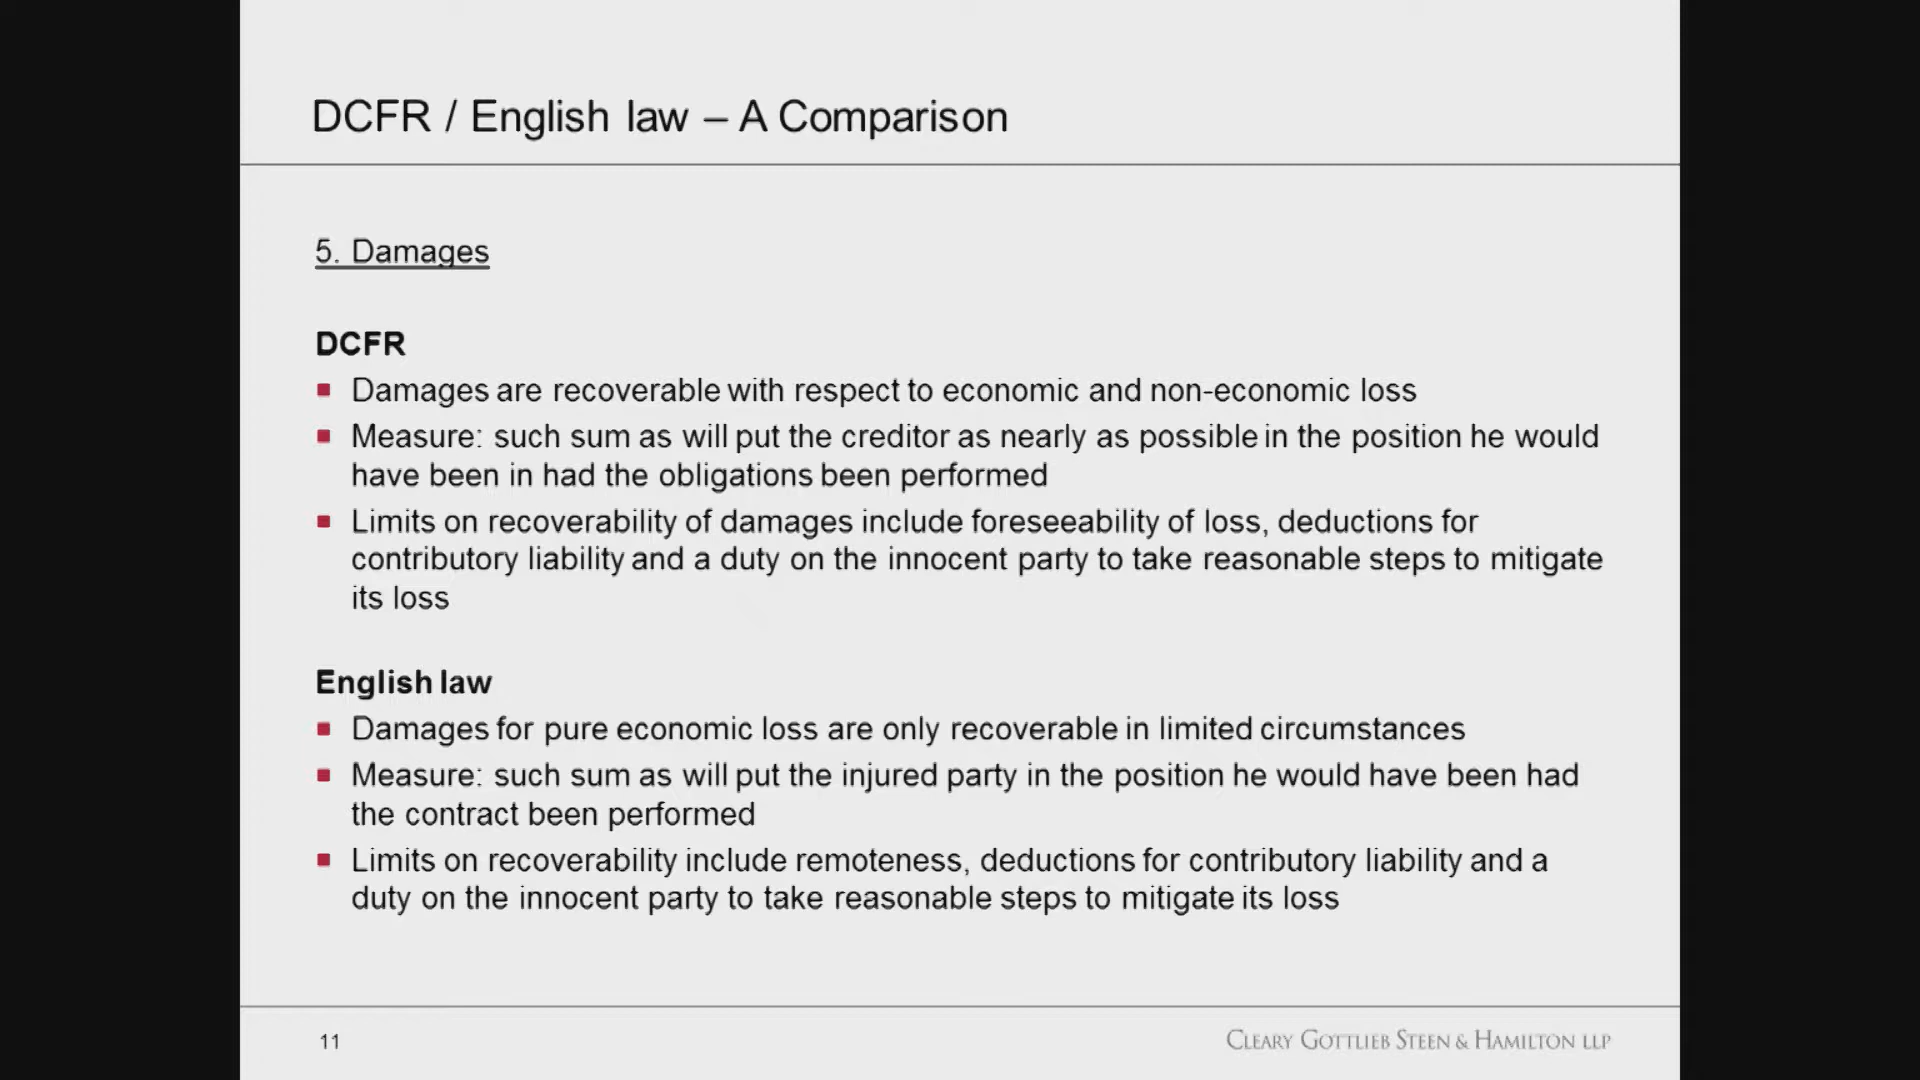 DCFR / English law – A Comparison
5. Damages
DCFR
Damages are recoverable with respect to economic and non-economic loss
Measure: such sum as will put the creditor as nearly as possible in the position he would
have been in had the obligations been performed
Limits on recoverability of damages include foreseeability of loss, deductions for
contributory liability and a duty on the innocent party to take reasonable steps to mitigate
its loss
English law
Damages for pure economic loss are only recoverable in limited circumstances
Measure: such sum as will put the injured party in the position he would have been had
the contract been performed
Limits on recoverability include remoteness, deductions for contributory liability and a
duty on the innocent party to take reasonable steps to mitigate its loss
11
CLEARY GOTTLIEB STEEN & HAMILTON LLP